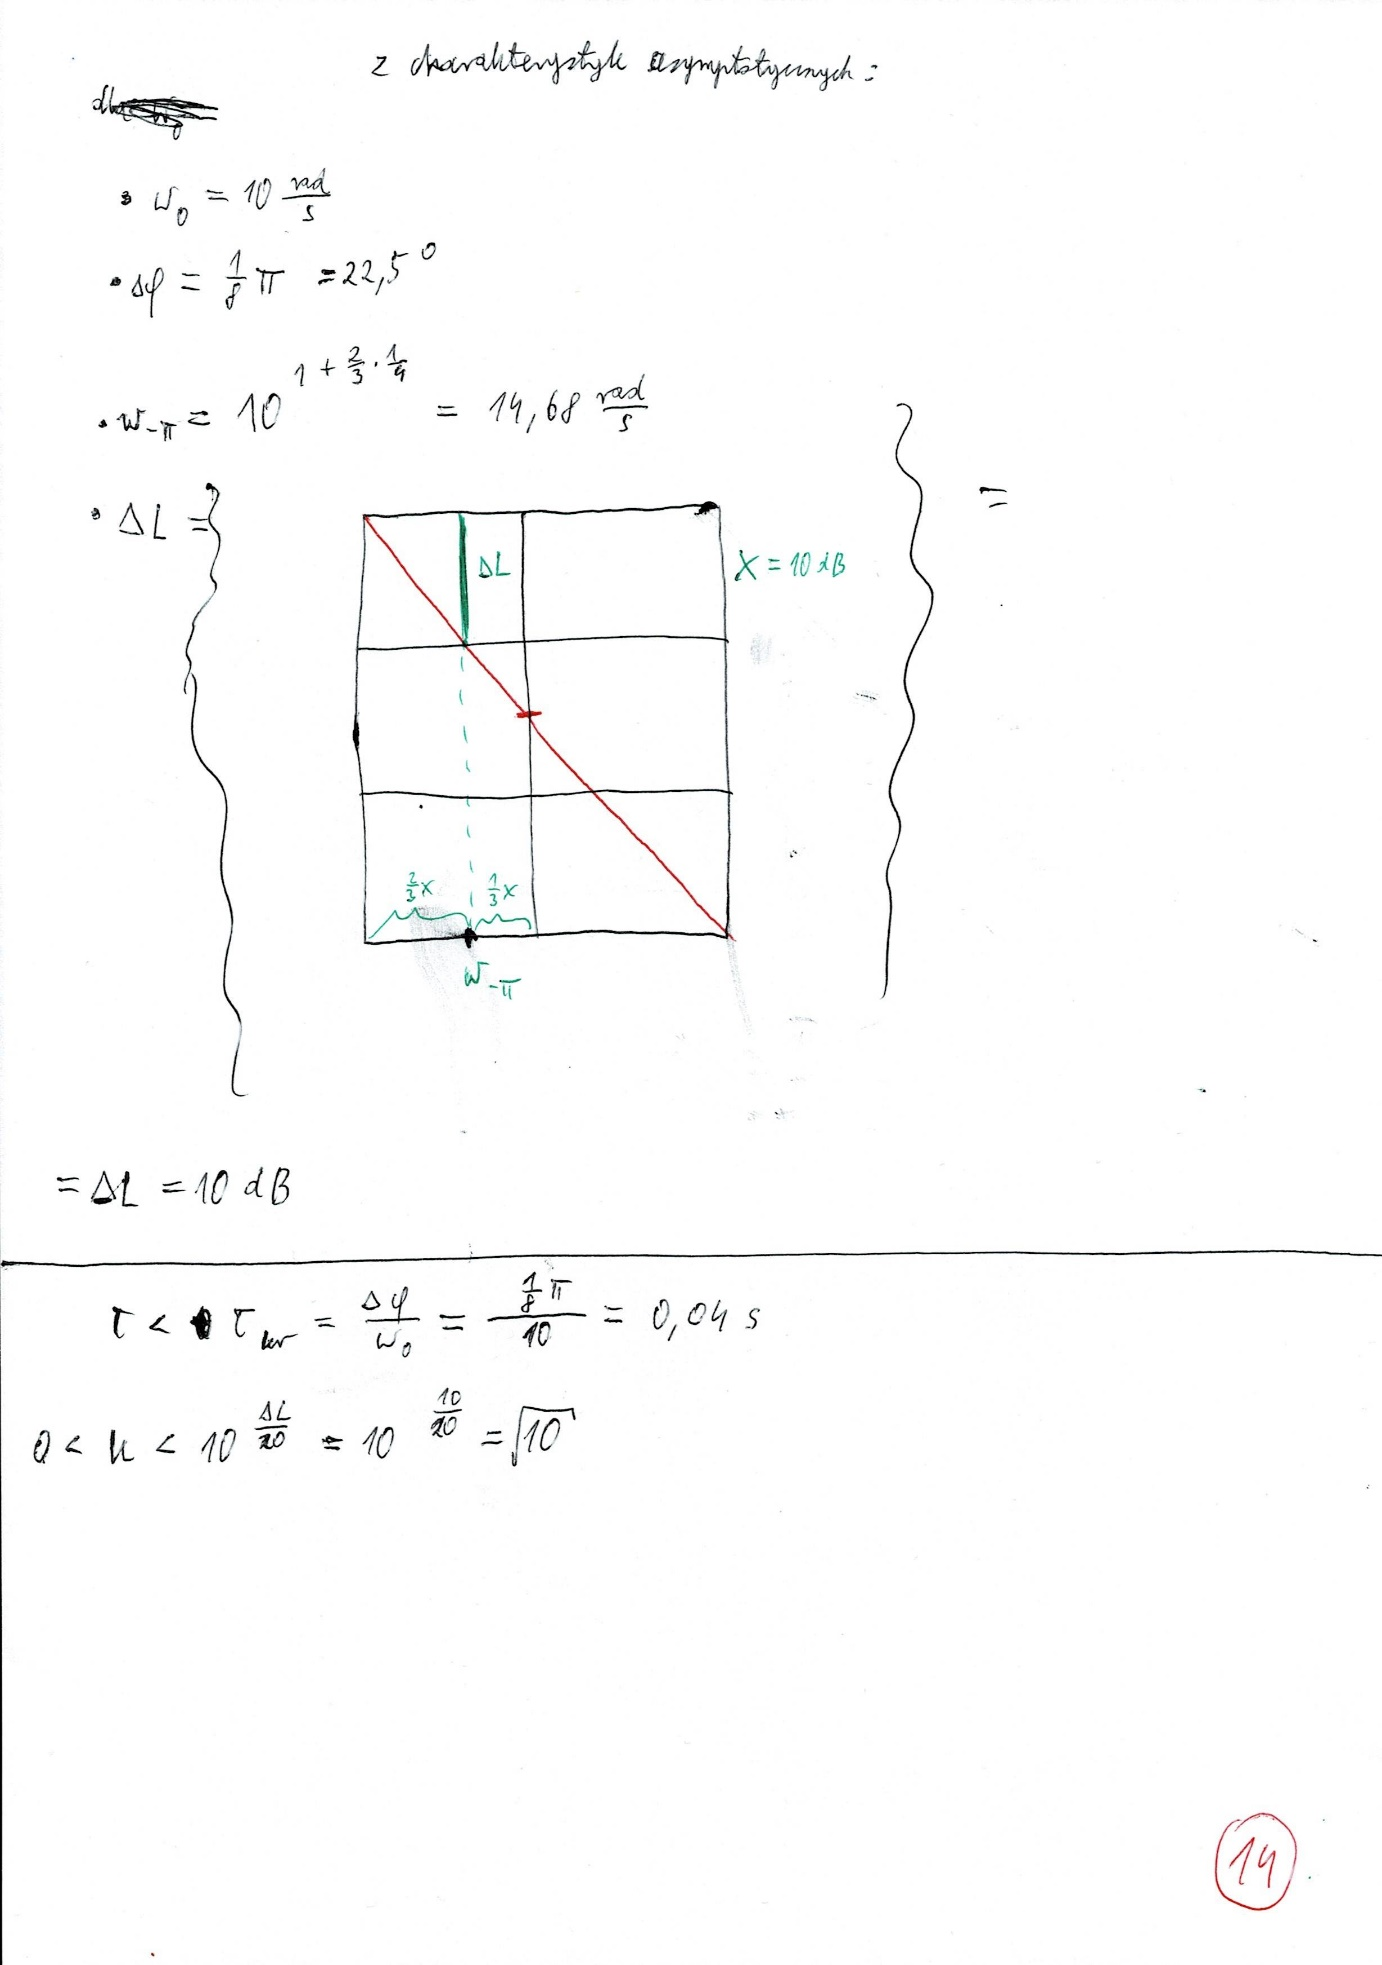 z charakterystyk asymptotycznych:
• ω₀ = 10 rad/s
• Δφ = 1/8 π = 22,5°
• ω₋π = 10^(1 + 2/3 · 1/4) = 14,68 rad/s
• ΔL = { } =
ΔL
X = 10 dB
2/3 x 1/3 x
ω₋π
= ΔL = 10 dB
τ < τ kr = Δφ/ω₀ = (1/8 π)/10 = 0,04 s
0 < k < 10^(ΔL/20) = 10^(10/20) = √10
14